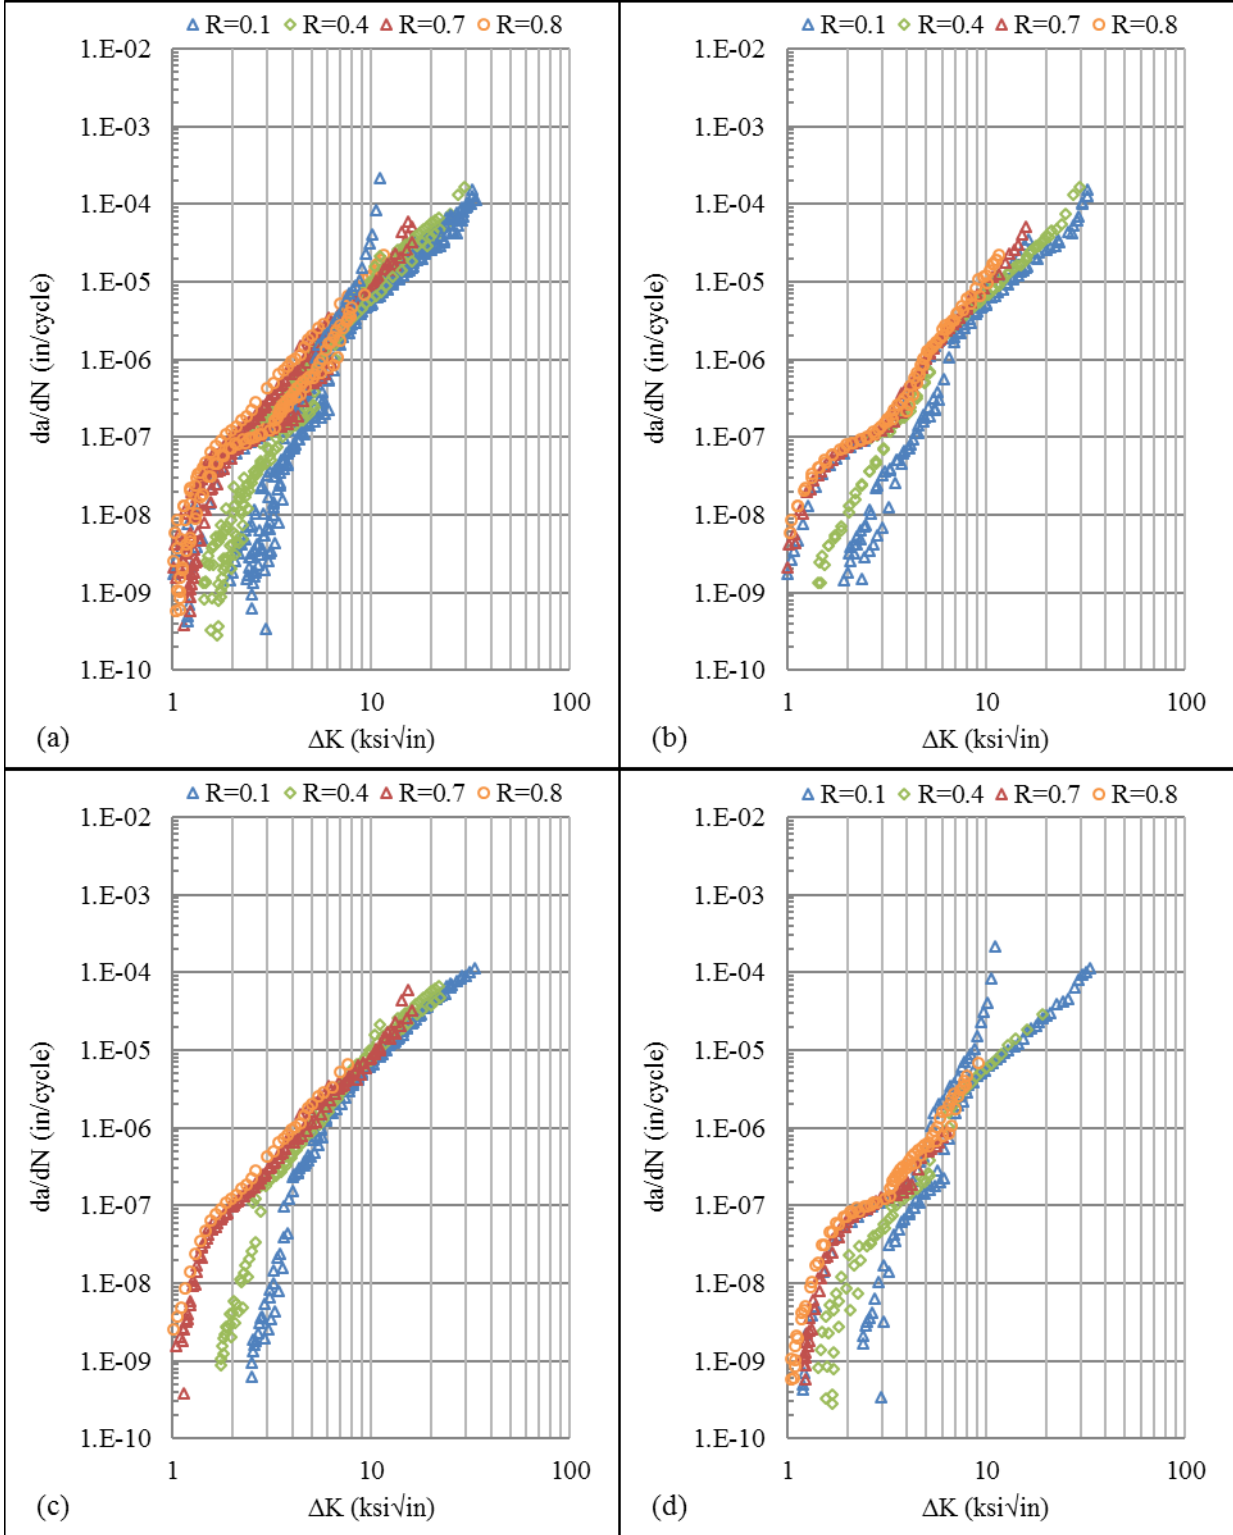 R=0.1 R=0.4 R=0.7 R=0.8
1.E-02
1.E-03
1.E-04
1.E-05
1.E-06
1.E-07
1.E-08
1.E-09
1.E-10
da/dN (in/cycle)
1 10 100
(a) ΔK (ksi√in)
R=0.1 R=0.4 R=0.7 R=0.8
1.E-02
1.E-03
1.E-04
1.E-05
1.E-06
1.E-07
1.E-08
1.E-09
1.E-10
da/dN (in/cycle)
1 10 100
(b) ΔK (ksi√in)
R=0.1 R=0.4 R=0.7 R=0.8
1.E-02
1.E-03
1.E-04
1.E-05
1.E-06
1.E-07
1.E-08
1.E-09
1.E-10
da/dN (in/cycle)
1 10 100
(c) ΔK (ksi√in)
R=0.1 R=0.4 R=0.7 R=0.8
1.E-02
1.E-03
1.E-04
1.E-05
1.E-06
1.E-07
1.E-08
1.E-09
1.E-10
da/dN (in/cycle)
1 10 100
(d) ΔK (ksi√in)